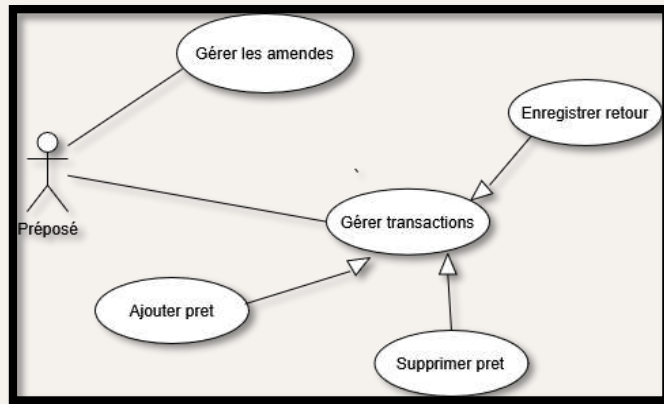 Gérer les amendes
Enregistrer retour
Préposé
Gérer transactions
Ajouter pret
Supprimer pret